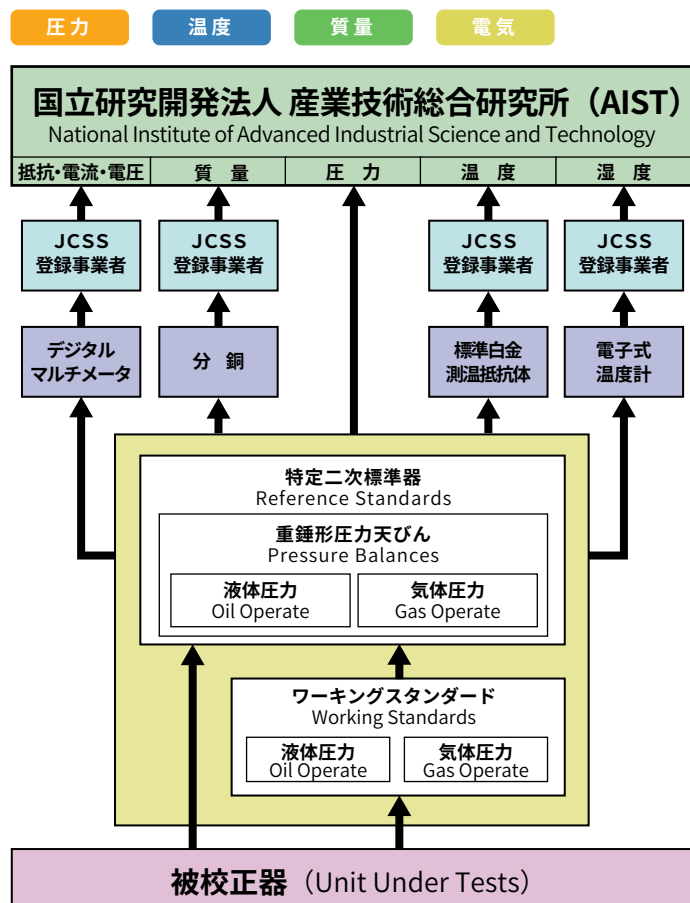 圧力
温度
質量
電気
国立研究開発法人 産業技術総合研究所（AIST）
National Institute of Advanced Industrial Science and Technology
抵抗・電流・電圧
質 量
圧 力
温 度
湿 度
JCSS
登録事業者
JCSS
登録事業者
JCSS
登録事業者
JCSS
登録事業者
デジタル
マルチメータ
分 銅
標準白金
測温抵抗体
電子式
温度計
特定二次標準器
Reference Standards
重錘形圧力天びん
Pressure Balances
液体圧力
Oil Operate
気体圧力
Gas Operate
ワーキングスタンダード
Working Standards
液体圧力
Oil Operate
気体圧力
Gas Operate
被校正器（Unit Under Tests）